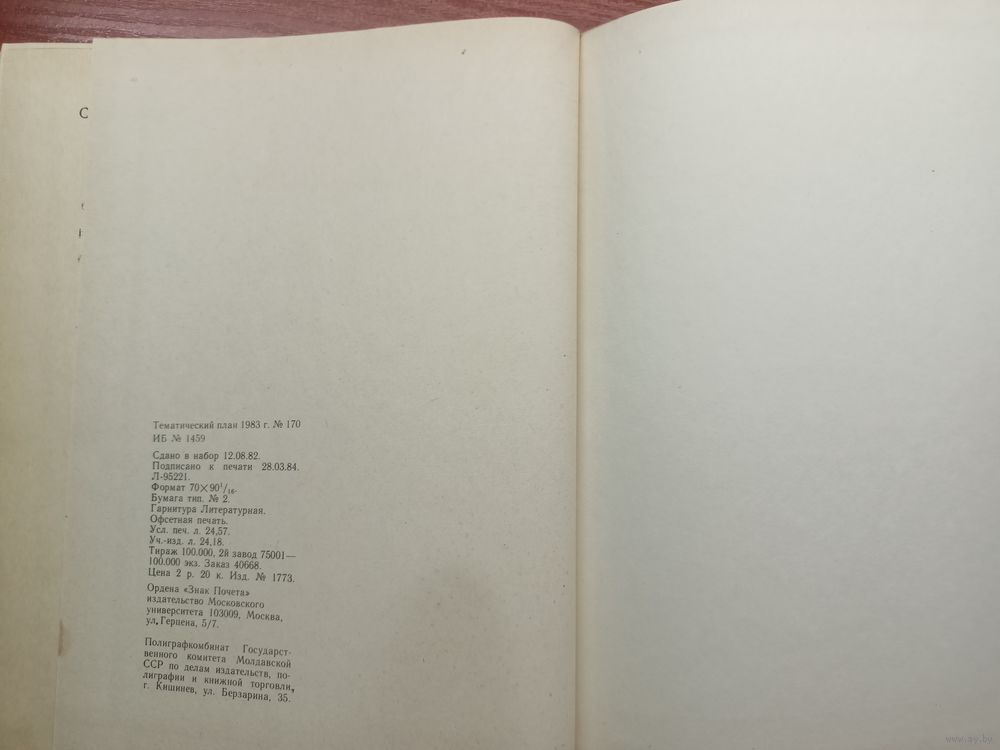 Тематический план 1983 г. № 170
ИБ № 1459
Сдано в набор 12.08.82.
Подписано к печати 28.03.84.
Л-95221.
Формат 70×90¹/₁₆.
Бумага тип. № 2.
Гарнитура Литературная.
Офсетная печать.
Усл. печ. л. 24,57.
Уч.-изд. л. 24,18.
Тираж 100.000, 2й завод 75001—
100.000 экз. Заказ 40668.
Цена 2 р. 20 к. Изд. № 1773.
Ордена «Знак Почета»
издательство Московского
университета 103009, Москва,
ул. Герцена, 5/7.
Полиграфкомбинат Государст-
венного комитета Молдавской
ССР по делам издательств, по-
лиграфии и книжной торговли,
г. Кишинев, ул. Берзарина, 35.
www.ay.by